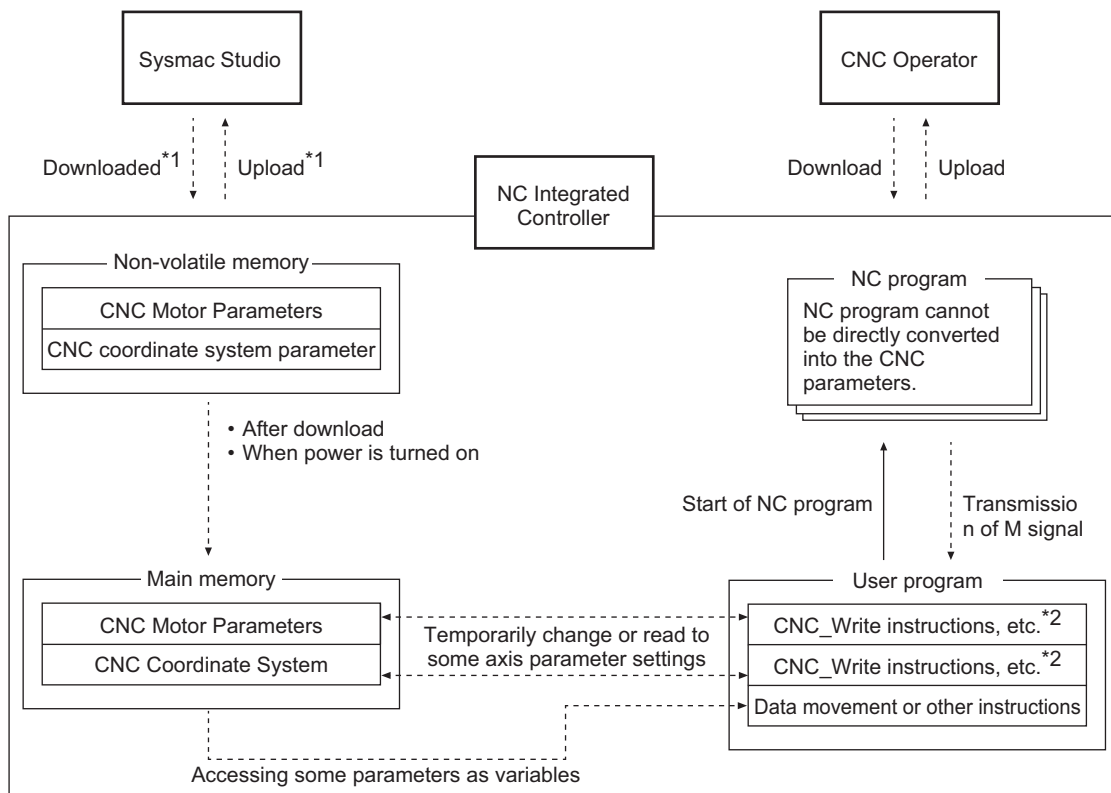 Sysmac Studio
CNC Operator
Downloaded*1
Upload*1
Download
Upload
NC Integrated
Controller
Non-volatile memory
CNC Motor Parameters
CNC coordinate system parameter
NC program
NC program cannot
be directly converted
into the CNC
parameters.
• After download
• When power is turned on
Start of NC program
Transmissio
n of M signal
Main memory
CNC Motor Parameters
CNC Coordinate System
Temporarily change or read to
some axis parameter settings
User program
CNC_Write instructions, etc.*2
CNC_Write instructions, etc.*2
Data movement or other instructions
Accessing some parameters as variables